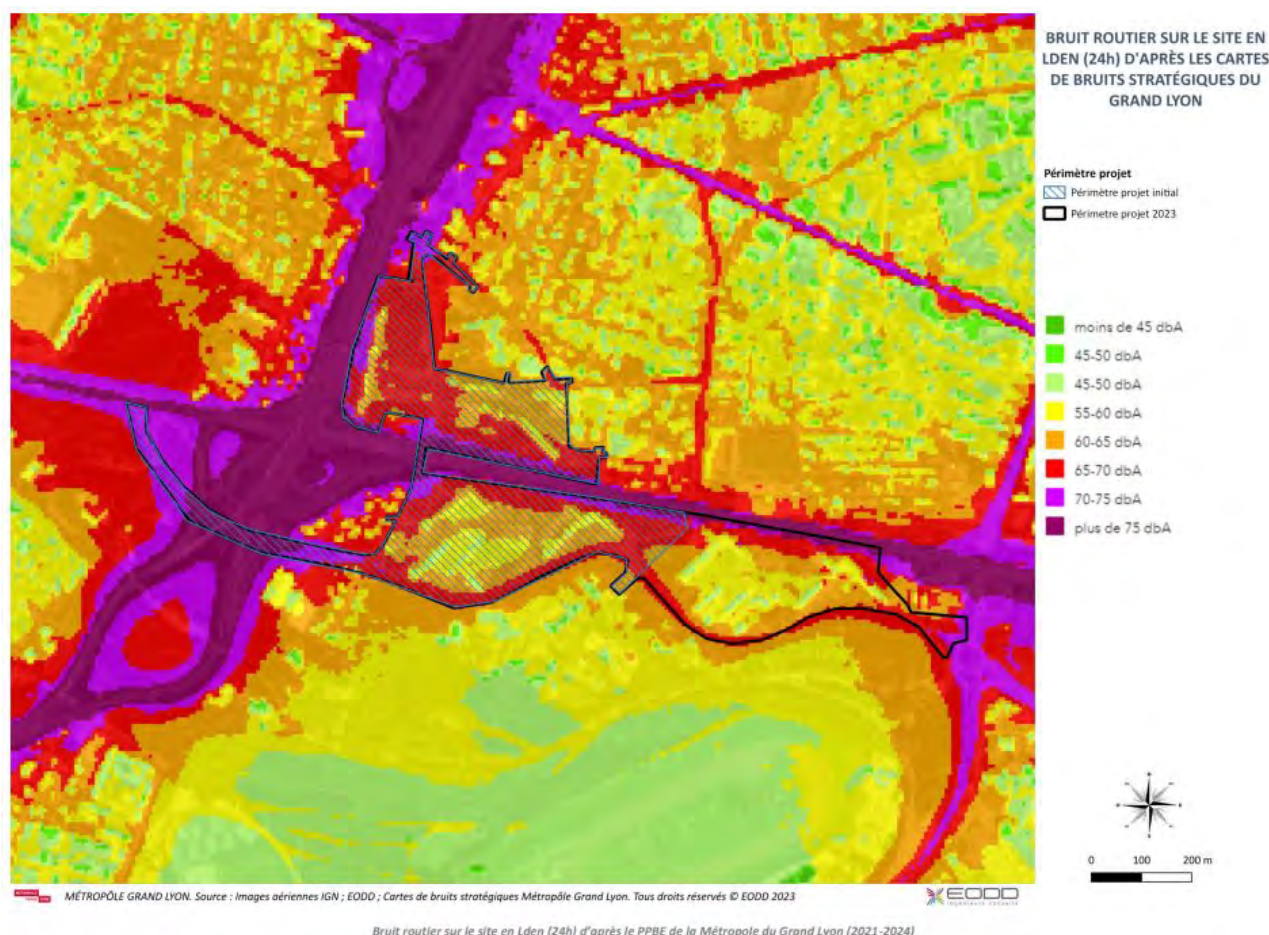 BRUIT ROUTIER SUR LE SITE EN
LDEN (24h) D'APRÈS LES CARTES
DE BRUITS STRATÉGIQUES DU
GRAND LYON
Périmètre projet
Périmètre projet initial
Périmetre projet 2023
moins de 45 dbA
45-50 dbA
45-50 dbA
55-60 dbA
60-65 dbA
65-70 dbA
70-75 dbA
plus de 75 dbA
0 100 200 m
MÉTROPÔLE GRAND LYON. Source : Images aériennes IGN ; EODD ; Cartes de bruits stratégiques Métropôle Grand Lyon. Tous droits réservés © EODD 2023
EODD
Bruit routier sur le site en Lden (24h) d'après le PPBE de la Métropole du Grand Lyon (2021-2024)